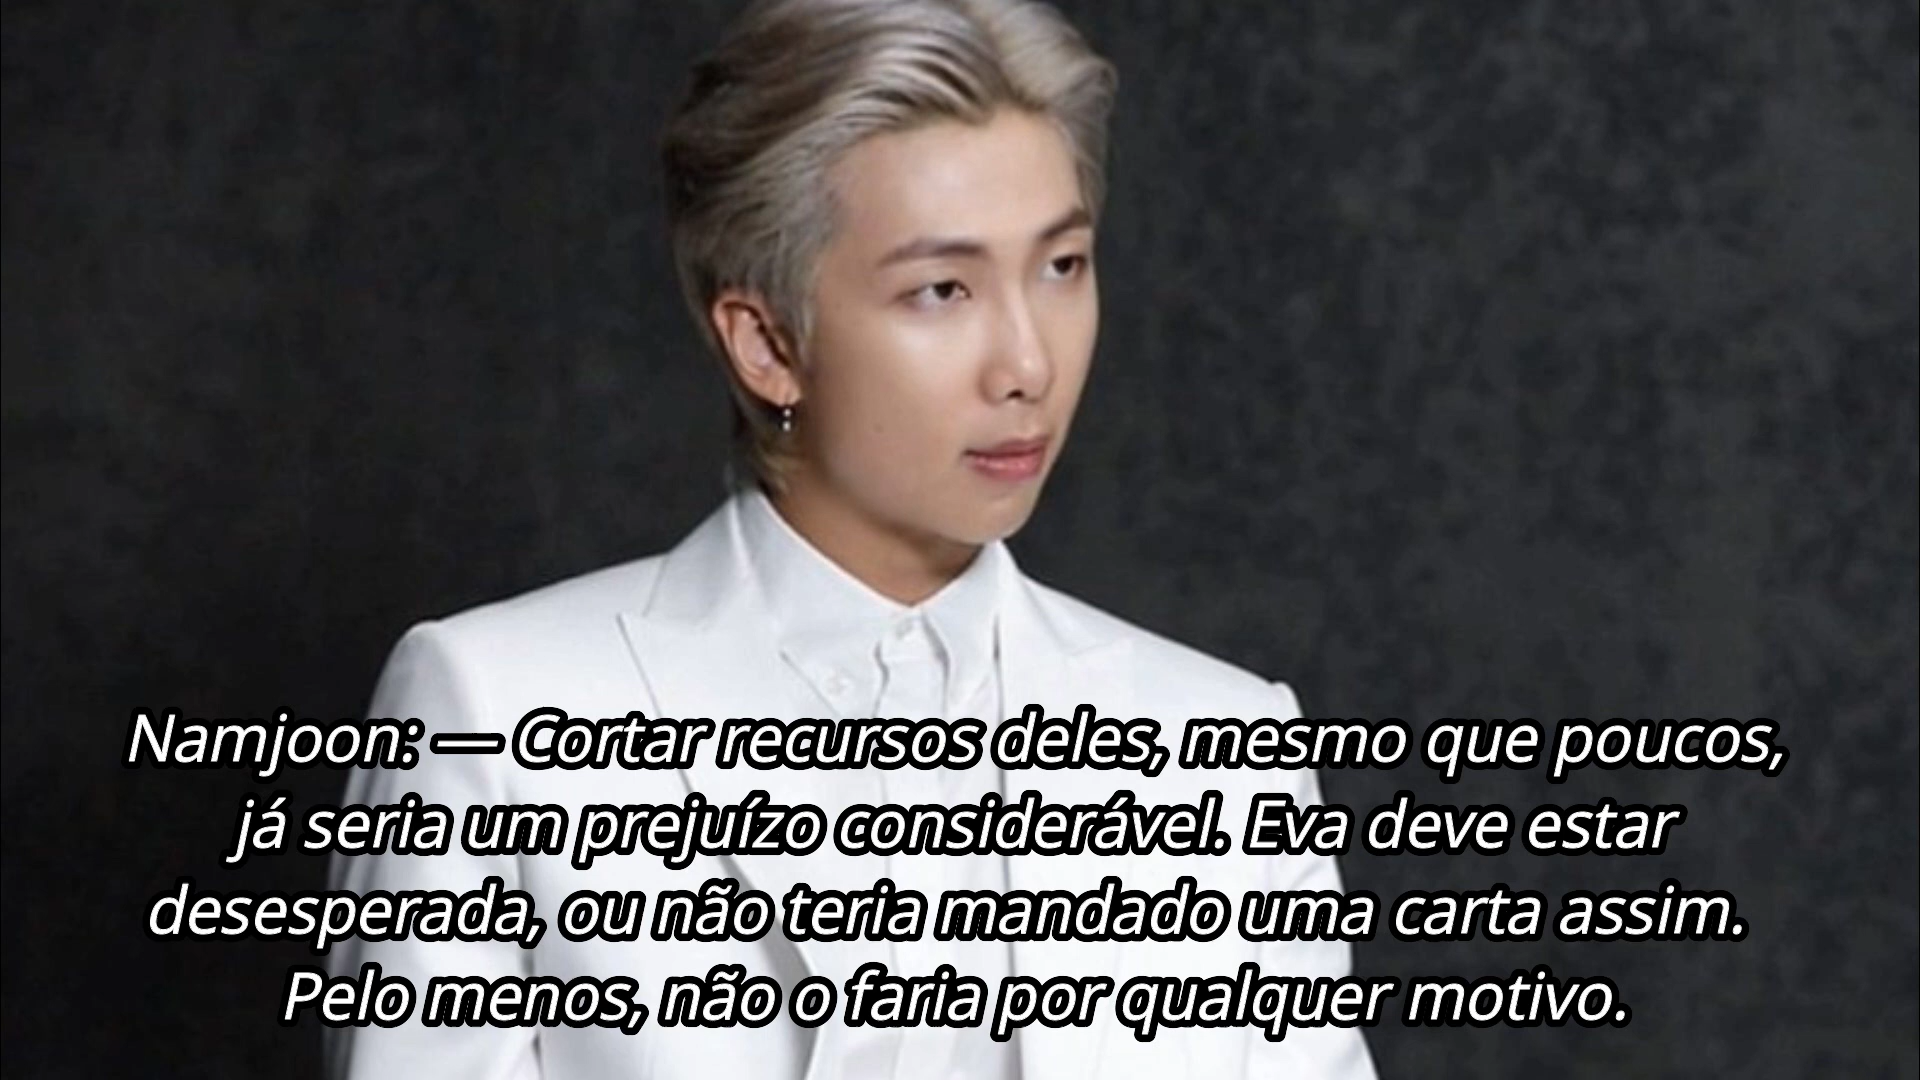 Namjoon: — Cortar recursos deles, mesmo que poucos,
já seria um prejuízo considerável. Eva deve estar
desesperada, ou não teria mandado uma carta assim.
Pelo menos, não o faria por qualquer motivo.